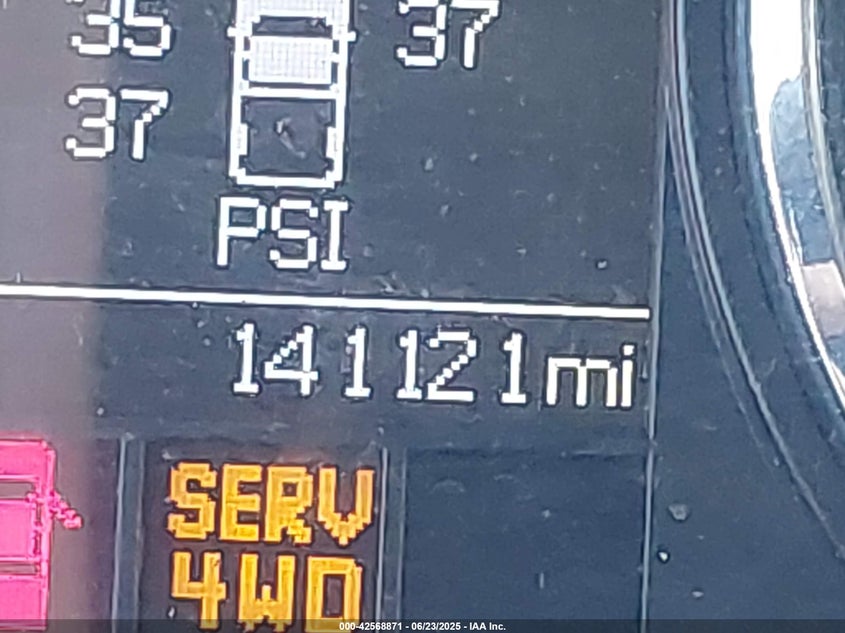 35 37
37
PSI
141121mi
SERV
4WD
000-42568871 - 06/23/2025 - IAA Inc.